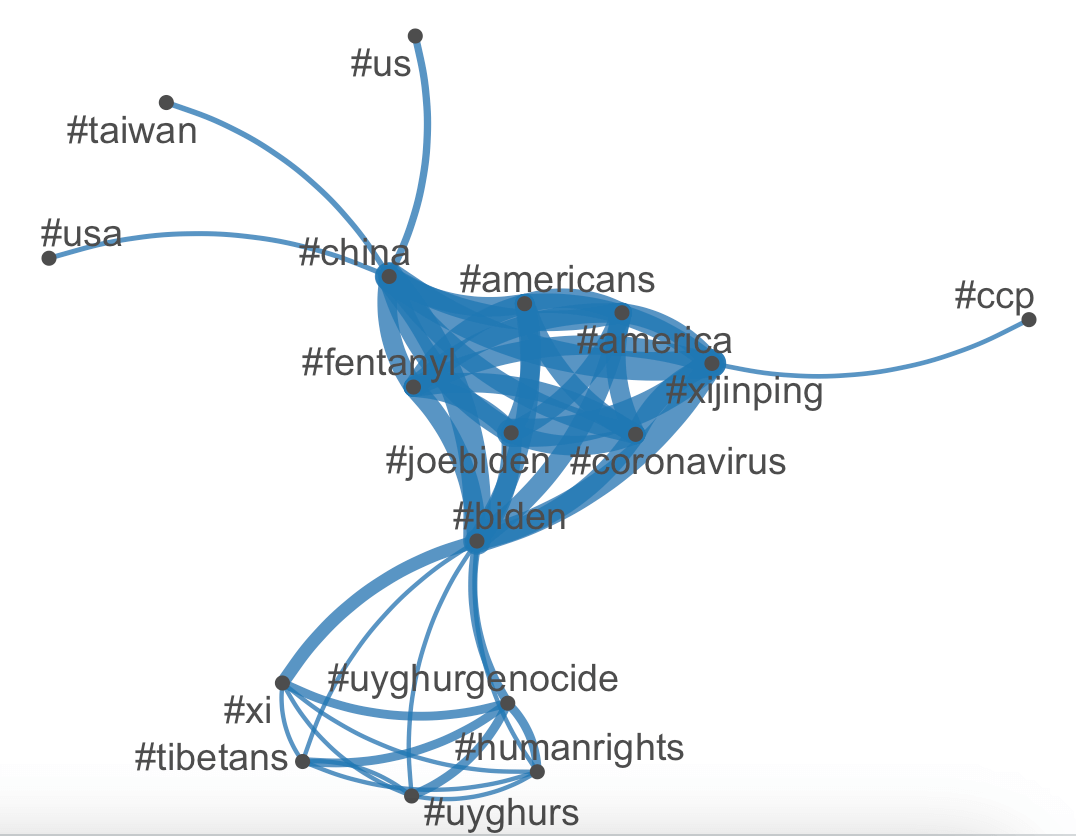 #us
#taiwan
#usa
#china
#americans
#ccp
#america
#fentanyl
#xijinping
#joebiden
#coronavirus
#biden
#uyghurgenocide
#xi
#humanrights
#tibetans
#uyghurs